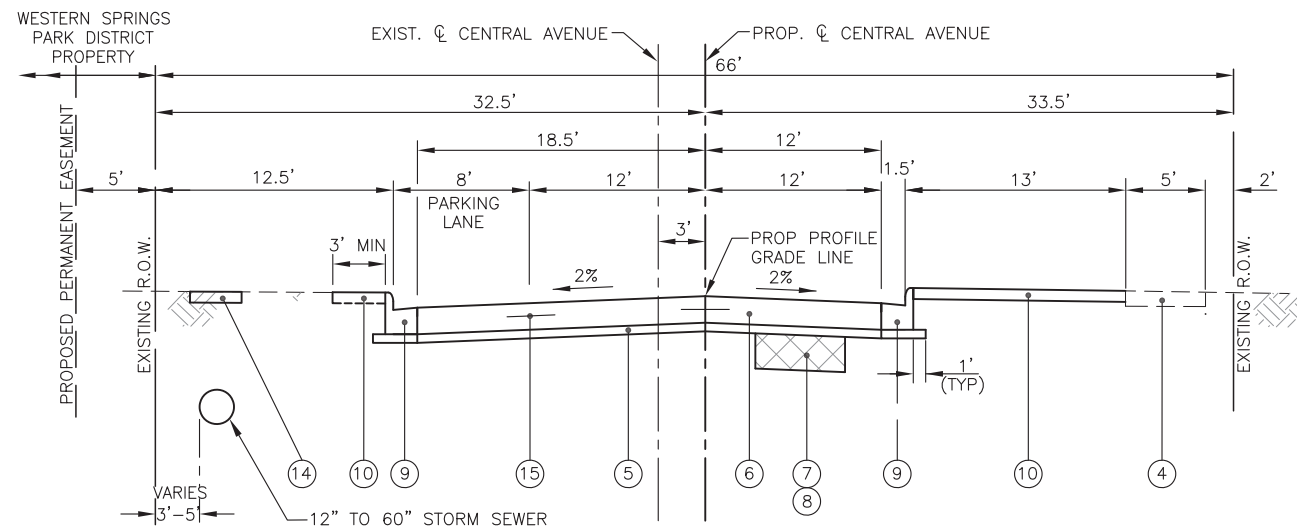 WESTERN SPRINGS
PARK DISTRICT
PROPERTY
EXIST. ℄ CENTRAL AVENUE
PROP. ℄ CENTRAL AVENUE
66'
32.5'
33.5'
18.5'
12'
1.5'
5'
12.5'
8'
12'
12'
13'
5'
2'
PARKING
LANE
3'
3' MIN
PROP PROFILE
GRADE LINE
2%
2%
PROPOSED PERMANENT EASEMENT
EXISTING R.O.W.
EXISTING R.O.W.
1'
(TYP)
14
10
9
15
5
6
7
8
9
10
4
VARIES
3'-5'
12" TO 60" STORM SEWER